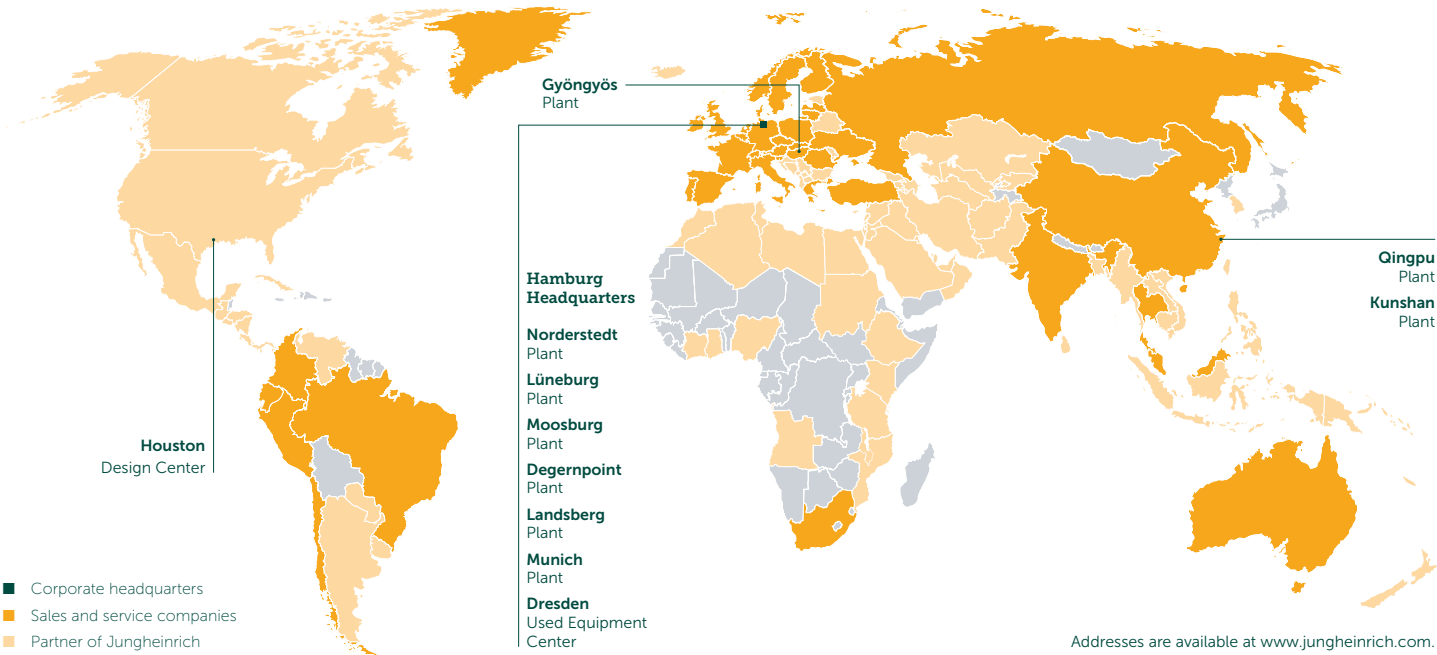 Gyöngyös
Plant
Hamburg
Headquarters
Norderstedt
Plant
Lüneburg
Plant
Moosburg
Plant
Degernpoint
Plant
Landsberg
Plant
Munich
Plant
Dresden
Used Equipment
Center
Qingpu
Plant
Kunshan
Plant
Houston
Design Center
Corporate headquarters
Sales and service companies
Partner of Jungheinrich
Addresses are available at www.jungheinrich.com.